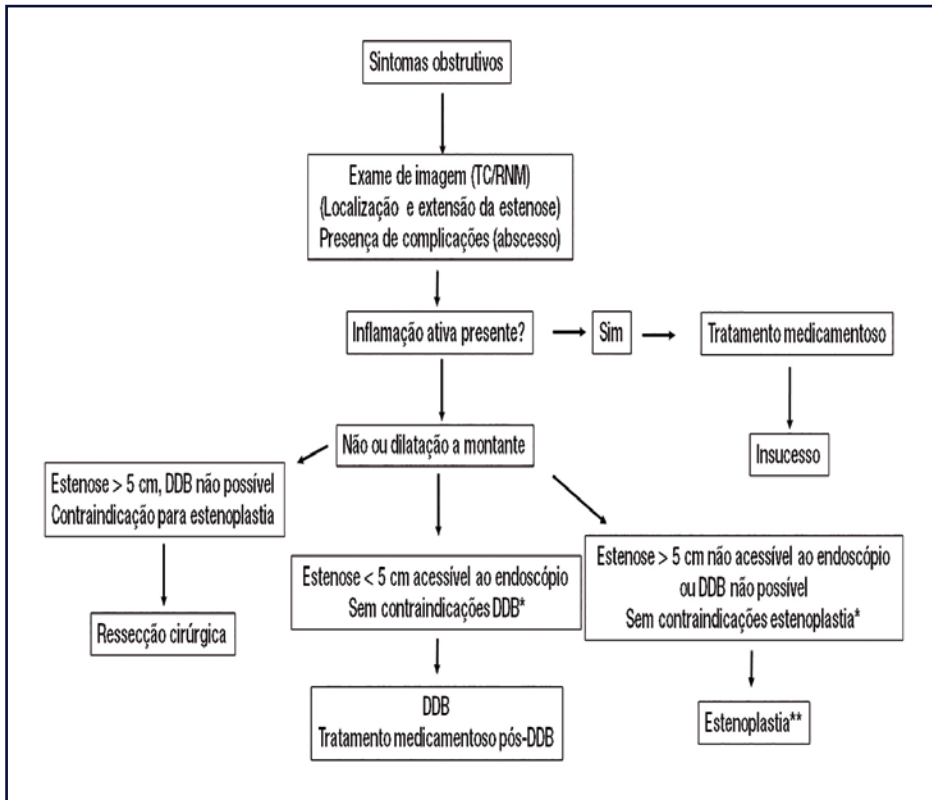 Sintomas obstrutivos
Exame de imagem (TC/RNM)
(Localização e extensão da estenose)
Presença de complicações (abscesso)
Inflamação ativa presente?
Sim
Tratamento medicamentoso
Insucesso
Não ou dilatação a montante
Estenose > 5 cm, DDB não possível
Contraindicação para estenoplastia
Ressecção cirúrgica
Estenose < 5 cm acessível ao endoscópio
Sem contraindicações DDB*
DDB
Tratamento medicamentoso pós-DDB
Estenose > 5 cm não acessível ao endoscópio
ou DDB não possível
Sem contraindicações estenoplastia*
Estenoplastia**